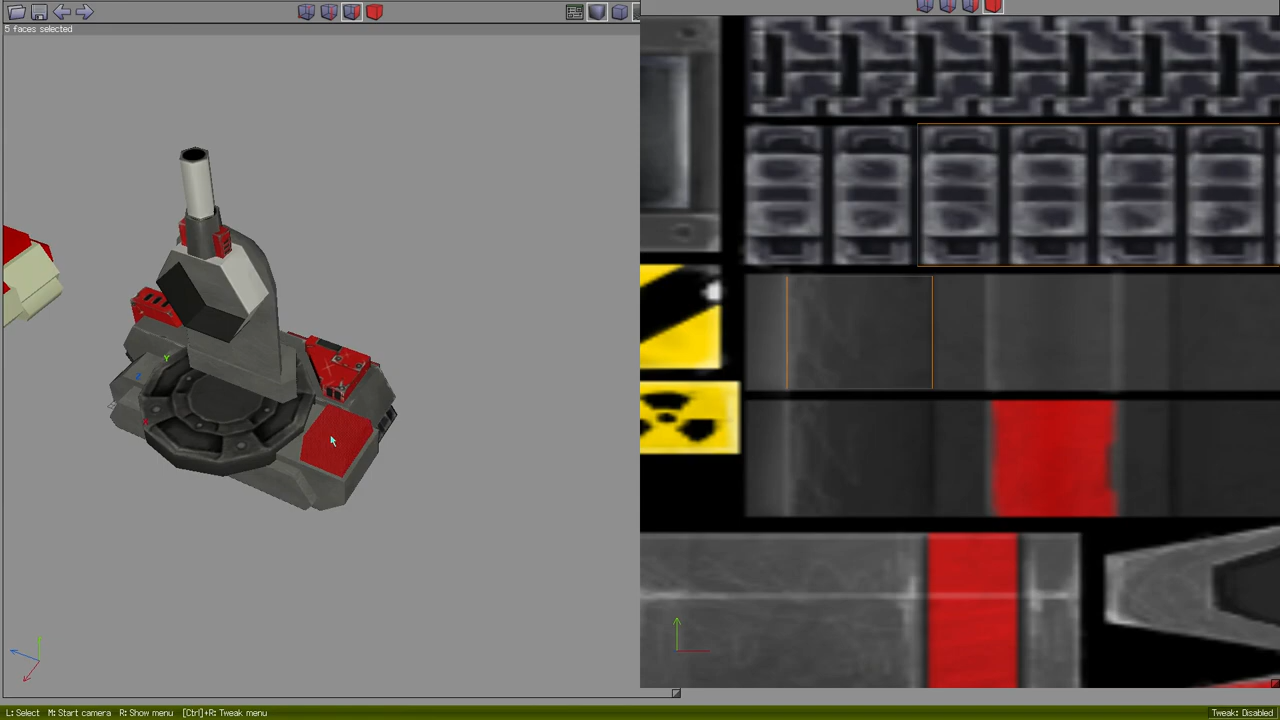 5 faces selected
Y
Z
X
L: Select M: Start camera R: Show menu [Ctrl]+R: Tweak menu
Tweak: Disabled